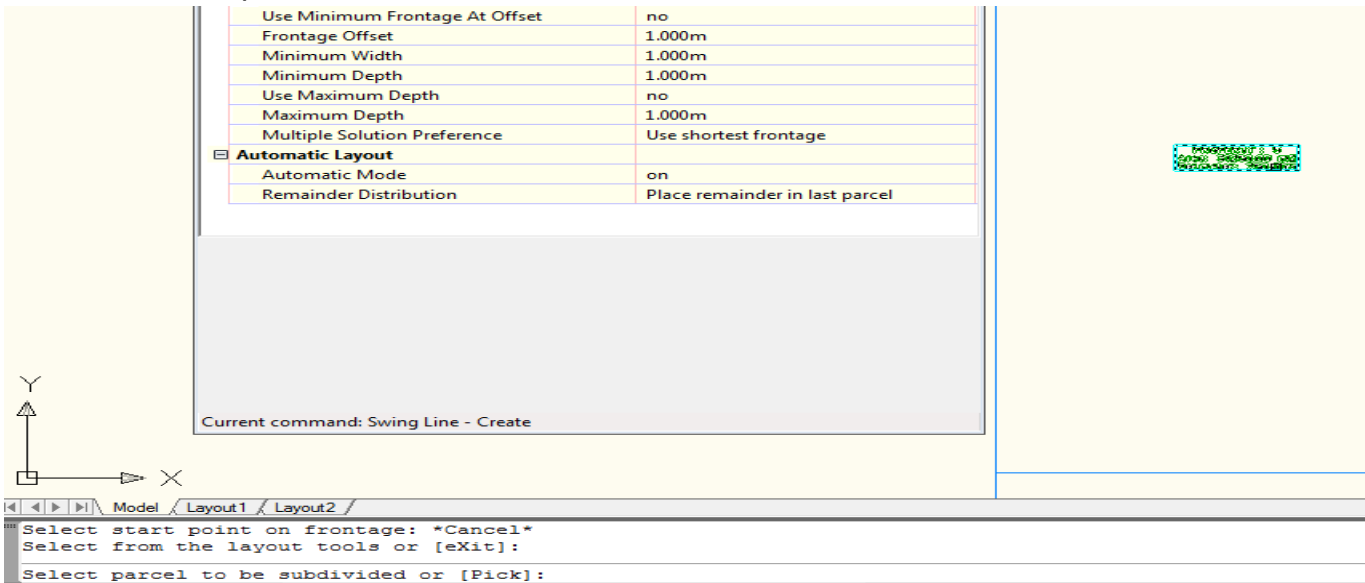 Use Minimum Frontage At Offset no
Frontage Offset 1.000m
Minimum Width 1.000m
Minimum Depth 1.000m
Use Maximum Depth no
Maximum Depth 1.000m
Multiple Solution Preference Use shortest frontage
Automatic Layout
Automatic Mode on
Remainder Distribution Place remainder in last parcel
Current command: Swing Line - Create
Y
X
Model Layout1 Layout2
Select start point on frontage: *Cancel*
Select from the layout tools or [eXit]:
Select parcel to be subdivided or [Pick]: